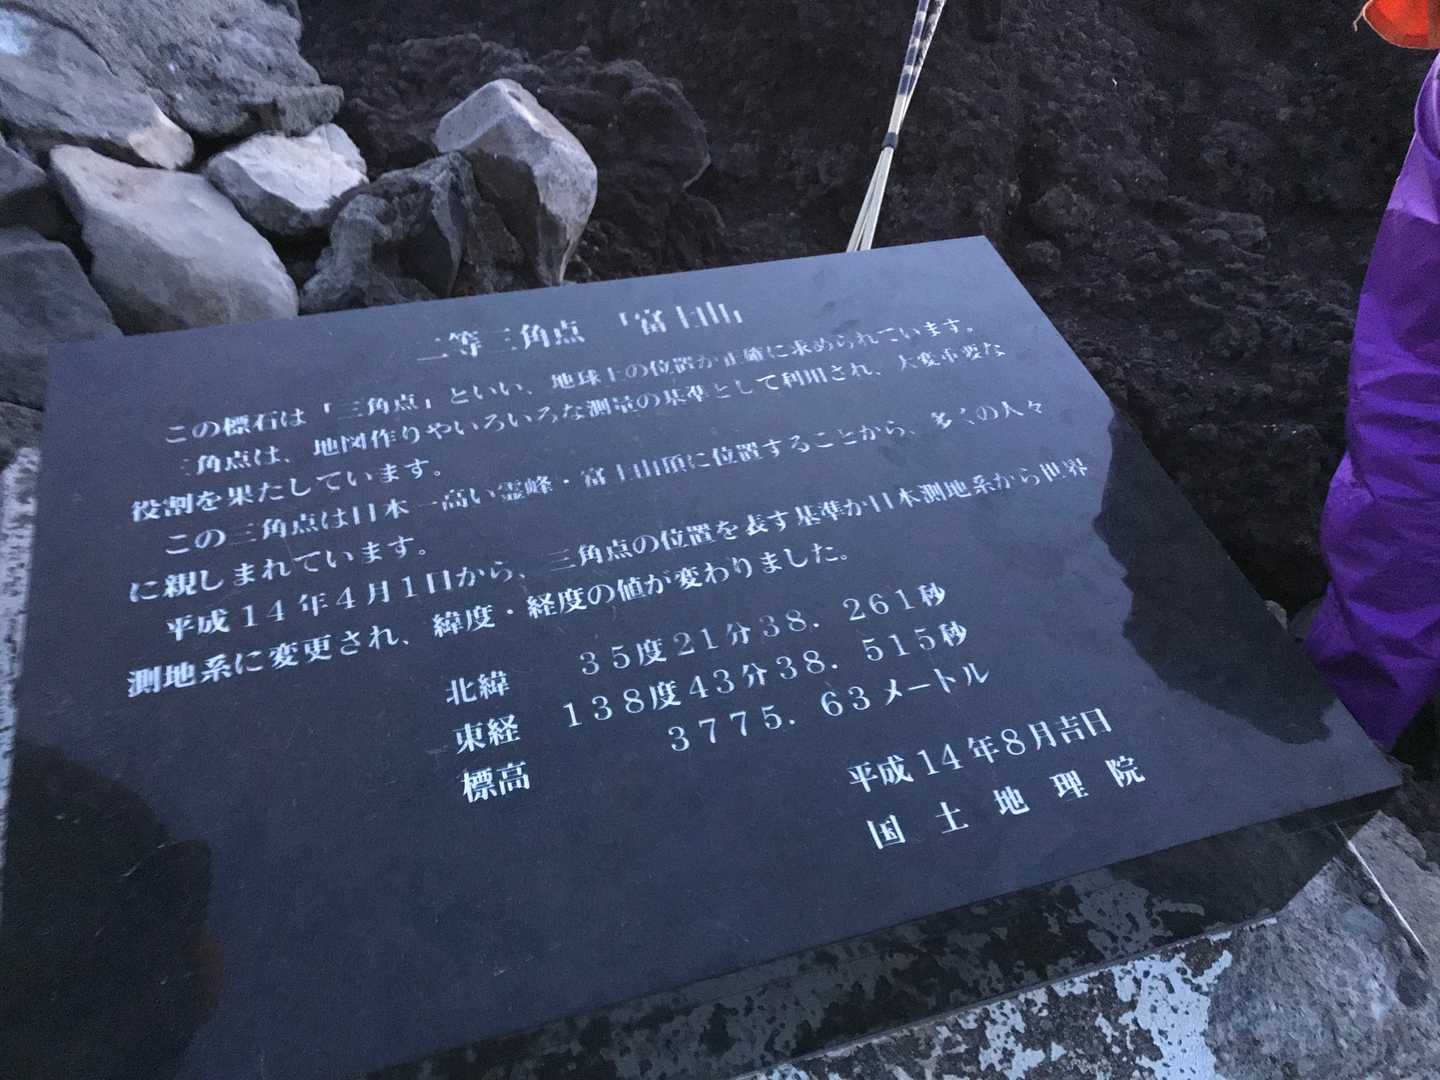 二等三角点 「富士山」
この標石は「三角点」といい、地球上の位置が正確に求められています。
三角点は、地図作りやいろいろな測量の基準として利用され、大変重要な
役割を果たしています。
この三角点は日本一高い霊峰・富士山頂に位置することから、多くの人々
に親しまれています。
平成14年4月1日から、三角点の位置を表す基準が日本測地系から世界
測地系に変更され、緯度・経度の値が変わりました。
北緯 35度21分38.261秒
東経 138度43分38.515秒
標高 3775.63メートル
平成14年8月吉日
国土地理院